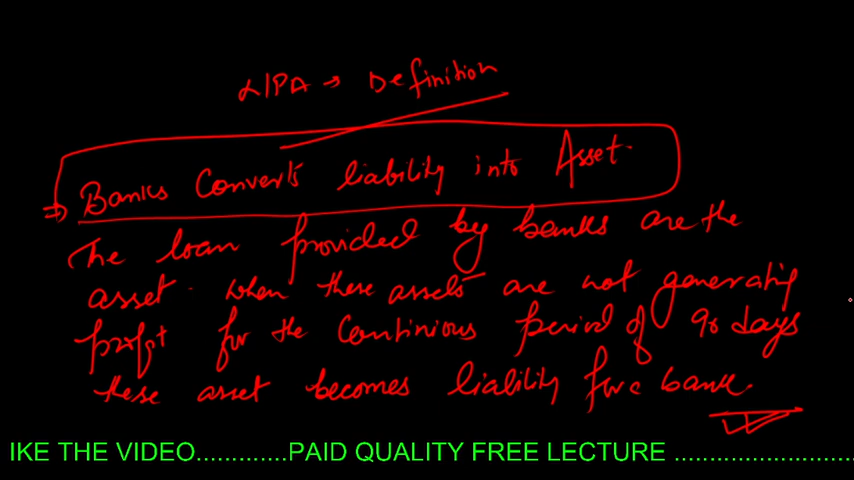 NPA → Definition
⇒ Banks Converts liability into Asset.
The loan provided by banks are the
asset. When these assets are not generating
profit for the Continious period of 90 days
these asset becomes liability for bank.
IKE THE VIDEO.............PAID QUALITY FREE LECTURE ..........................